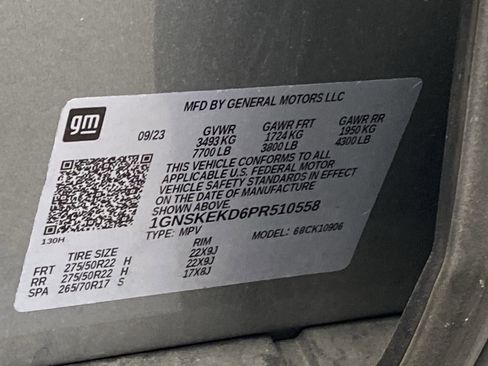 gm
MFD BY GENERAL MOTORS LLC
09/23 GVWR GAWR FRT GAWR RR
3493 KG 1724 KG 1950 KG
7700 LB 3800 LB 4300 LB
THIS VEHICLE CONFORMS TO ALL
APPLICABLE U.S. FEDERAL MOTOR
VEHICLE SAFETY STANDARDS IN EFFECT
ON THE DATE OF MANUFACTURE
SHOWN ABOVE.
1GNSKEKD6PR510558
TYPE: MPV MODEL: 68CK10906
130H
TIRE SIZE RIM
FRT 275/50R22 H 22X9J
RR 275/50R22 H 22X9J
SPA 265/70R17 S 17X8J